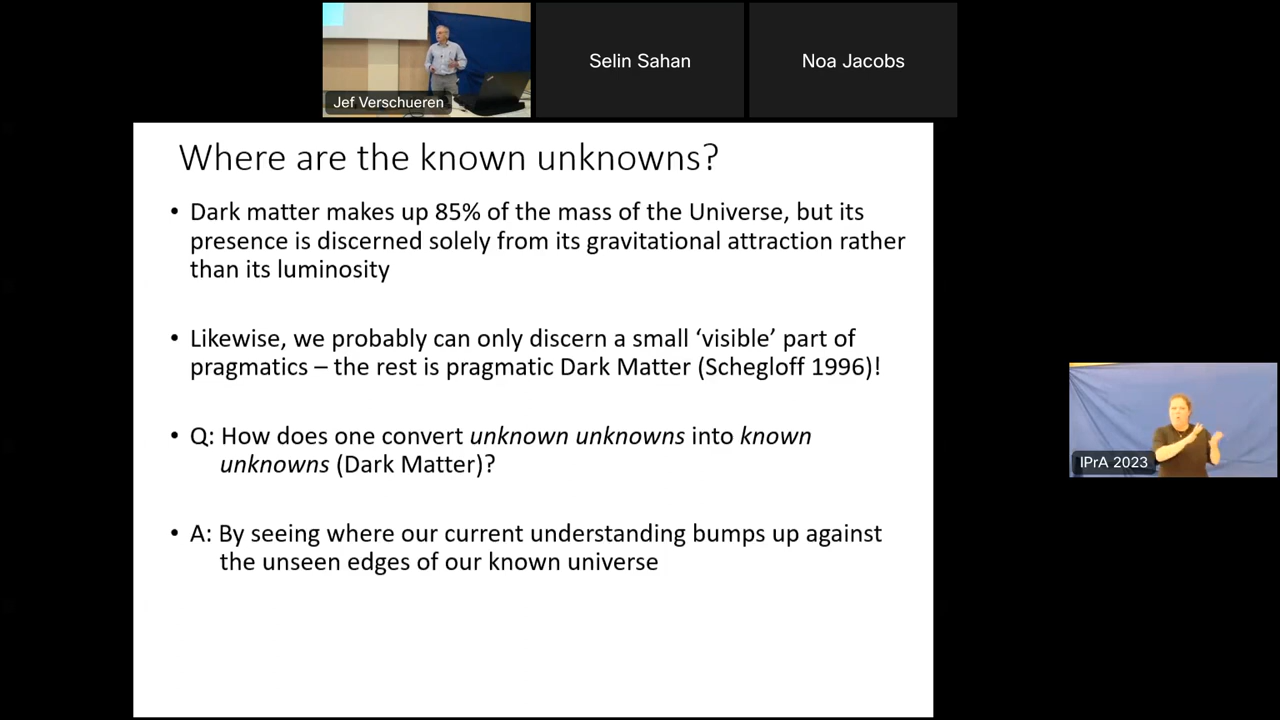 Jef Verschueren
Selin Sahan
Noa Jacobs
Where are the known unknowns?
• Dark matter makes up 85% of the mass of the Universe, but its
presence is discerned solely from its gravitational attraction rather
than its luminosity
• Likewise, we probably can only discern a small ‘visible’ part of
pragmatics – the rest is pragmatic Dark Matter (Schegloff 1996)!
• Q: How does one convert unknown unknowns into known
unknowns (Dark Matter)?
• A: By seeing where our current understanding bumps up against
the unseen edges of our known universe
IPrA 2023